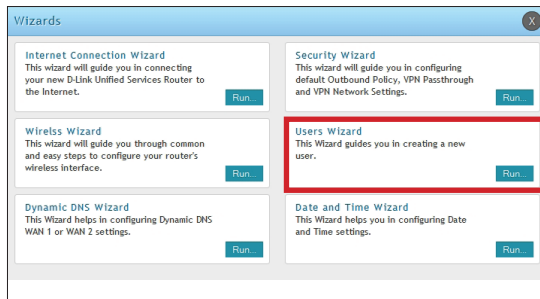 Wizards
X
Internet Connection Wizard
This wizard will guide you in connecting
your new D-Link Unified Services Router to
the Internet.
Run...
Security Wizard
This wizard will guide you in configuring
default Outbound Policy, VPN Passthrough
and VPN Network Settings.
Run...
Wirelss Wizard
This wizard will guide you through common
and easy steps to configure your router's
wireless interface.
Run...
Users Wizard
This Wizard guides you in creating a new
user.
Run...
Dynamic DNS Wizard
This Wizard helps in configuring Dynamic DNS
WAN 1 or WAN 2 settings.
Run...
Date and Time Wizard
This Wizard helps you in configuring Date
and Time settings.
Run...